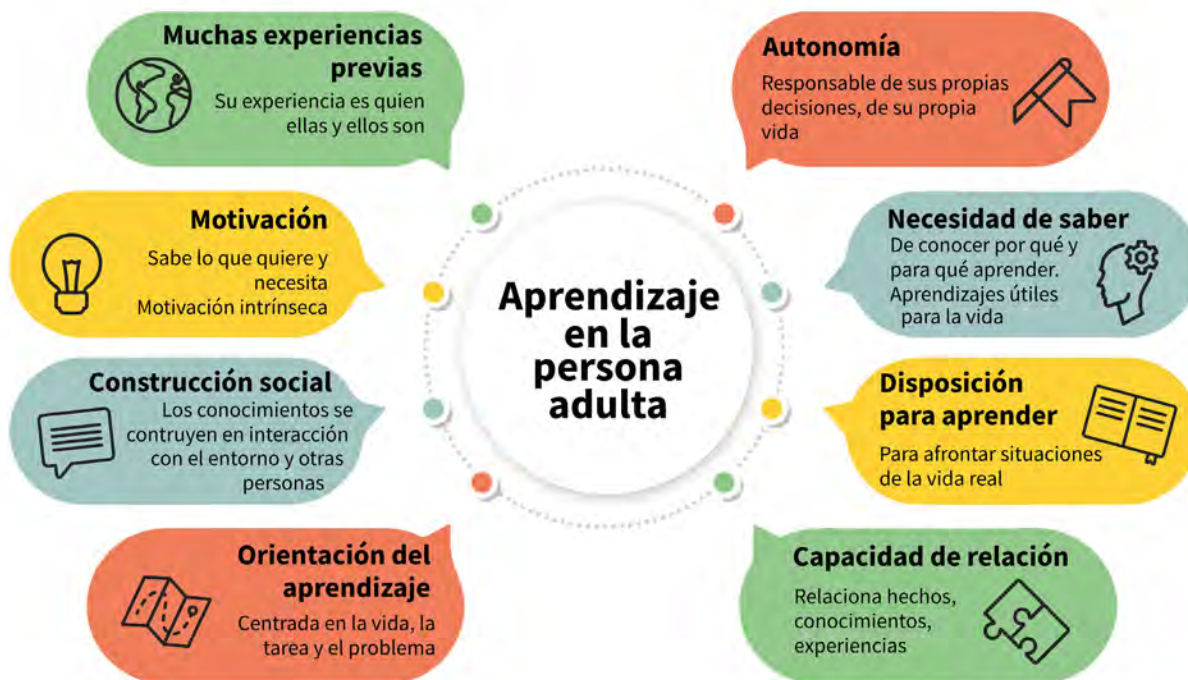 Muchas experiencias
previas
Su experiencia es quien
ellas y ellos son
Motivación
Sabe lo que quiere y
necesita
Motivación intrínseca
Construcción social
Los conocimientos se
contruyen en interacción
con el entorno y otras
personas
Orientación del
aprendizaje
Centrada en la vida, la
tarea y el problema
Aprendizaje
en la
persona
adulta
Autonomía
Responsable de sus propias
decisiones, de su propia
vida
Necesidad de saber
De conocer por qué y
para qué aprender.
Aprendizajes útiles
para la vida
Disposición
para aprender
Para afrontar situaciones
de la vida real
Capacidad de relación
Relaciona hechos,
conocimientos,
experiencias